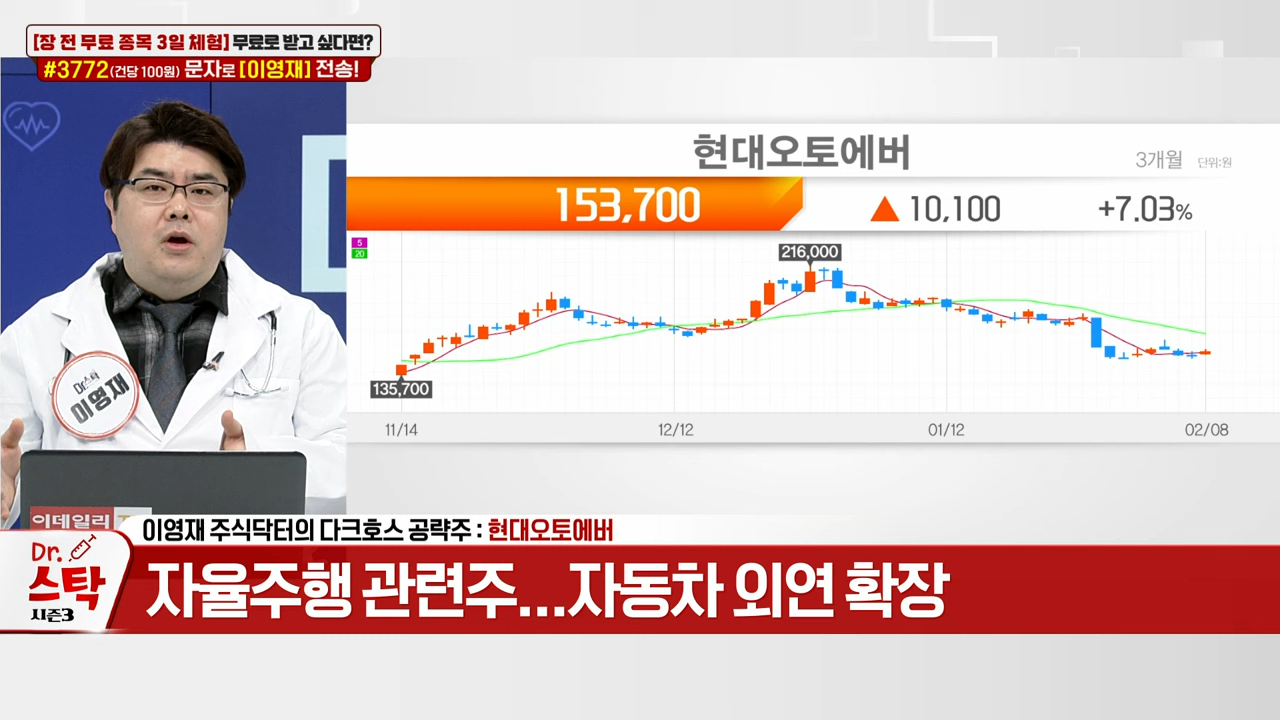 [장 전 무료 종목 3일 체험] 무료로 받고 싶다면?
#3772(건당 100원) 문자로 [이영재] 전송!
현대오토에버
3개월 단위:원
153,700 ▲ 10,100 +7.03%
5
20
216,000
135,700
11/14 12/12 01/12 02/08
Dr.스탁
이영재
이데일리
이영재 주식닥터의 다크호스 공략주 : 현대오토에버
Dr.
스탁
시즌3
자율주행 관련주...자동차 외연 확장